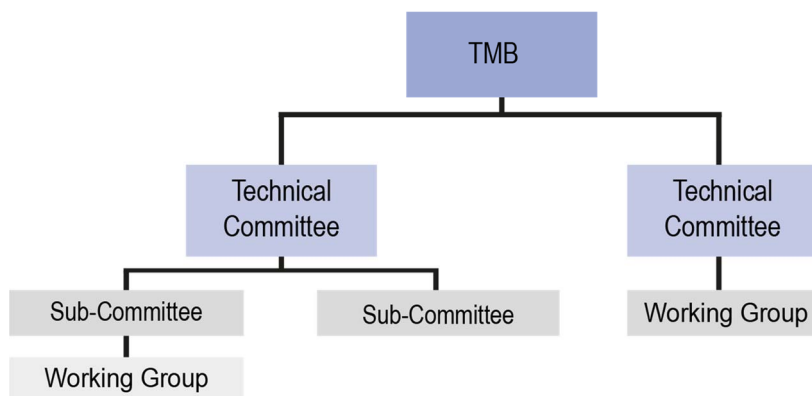 TMB
Technical
Committee
Technical
Committee
Sub-Committee
Sub-Committee
Working Group
Working Group